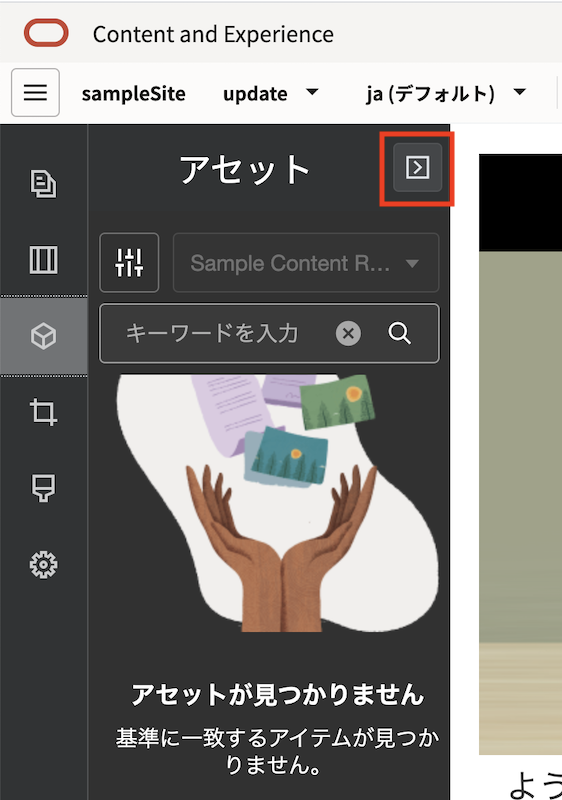 Content and Experience
sampleSite update ja (デフォルト)
アセット
Sample Content R...
キーワードを入力
アセットが見つかりません
基準に一致するアイテムが見つか
りません。
よう